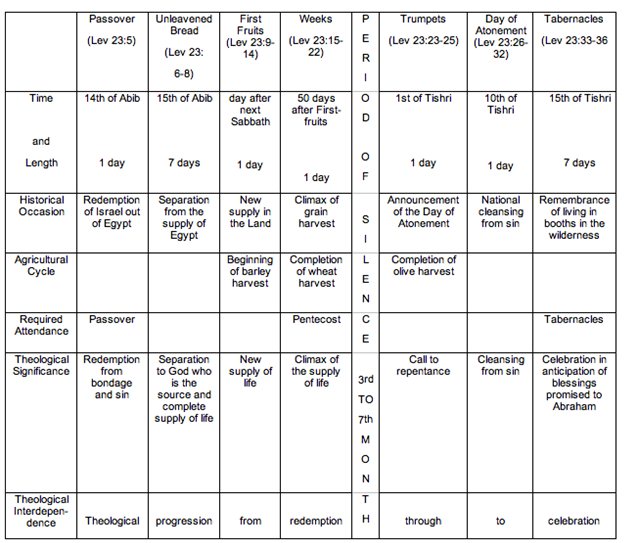 Passover
(Lev 23:5)
Unleavened
Bread
(Lev 23:
6-8)
First
Fruits
(Lev 23:9-
14)
Weeks
(Lev 23:15-
22)
Trumpets
(Lev 23:23-25)
Day of
Atonement
(Lev 23:26-
32)
Tabernacles
(Lev 23:33-36
P
E
R
I
O
D
O
F
S
I
L
E
N
C
E
3rd
TO
7th
M
O
N
T
H
Time
and
Length
14th of Abib
1 day
15th of Abib
7 days
day after
next
Sabbath
1 day
50 days
after First-
fruits
1 day
1st of Tishri
1 day
10th of
Tishri
1 day
15th of Tishri
7 days
Historical
Occasion
Redemption
of Israel out
of Egypt
Separation
from the
supply of
Egypt
New
supply in
the Land
Climax of
grain
harvest
Announcement
of the Day of
Atonement
National
cleansing
from sin
Remembrance
of living in
booths in the
wilderness
Agricultural
Cycle
Beginning
of barley
harvest
Completion
of wheat
harvest
Completion of
olive harvest
Required
Attendance
Passover
Pentecost
Tabernacles
Theological
Significance
Redemption
from
bondage
and sin
Separation
to God who
is the
source and
complete
supply of life
New
supply of
life
Climax of
the supply
of life
Call to
repentance
Cleansing
from sin
Celebration in
anticipation of
blessings
promised to
Abraham
Theological
Interdepen-
dence
Theological
progression
from
redemption
through
to
celebration